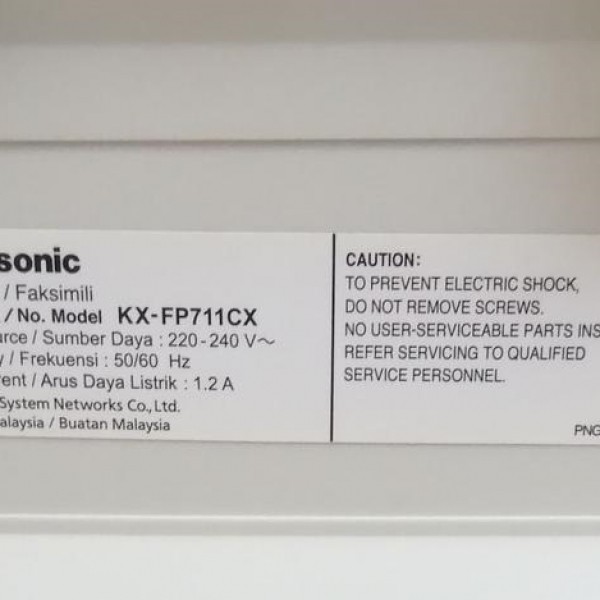 sonic
/ Faksimili
/ No. Model KX-FP711CX
urce / Sumber Daya : 220-240 V～
y / Frekuensi : 50/60 Hz
rent / Arus Daya Listrik : 1.2 A
System Networks Co.,Ltd.
alaysia / Buatan Malaysia
CAUTION:
TO PREVENT ELECTRIC SHOCK,
DO NOT REMOVE SCREWS.
NO USER-SERVICEABLE PARTS INS
REFER SERVICING TO QUALIFIED
SERVICE PERSONNEL.
PNG